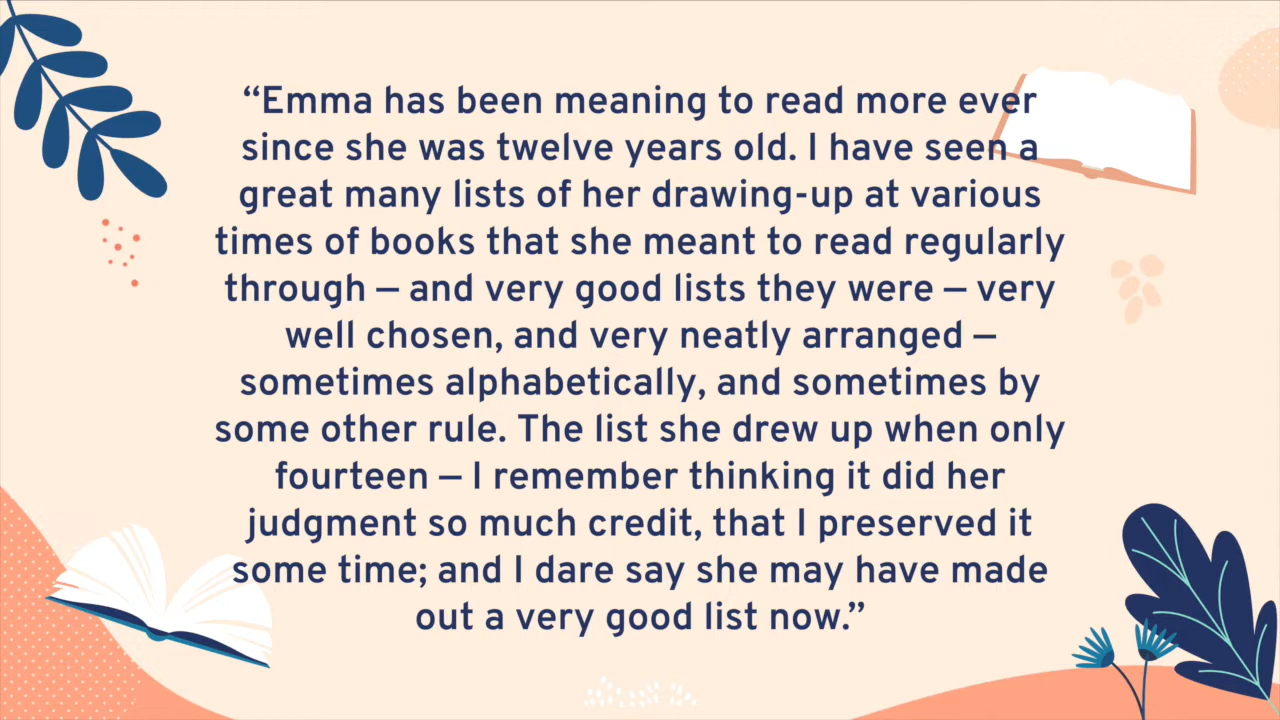 “Emma has been meaning to read more ever
since she was twelve years old. I have seen a
great many lists of her drawing-up at various
times of books that she meant to read regularly
through — and very good lists they were — very
well chosen, and very neatly arranged —
sometimes alphabetically, and sometimes by
some other rule. The list she drew up when only
fourteen — I remember thinking it did her
judgment so much credit, that I preserved it
some time; and I dare say she may have made
out a very good list now.”